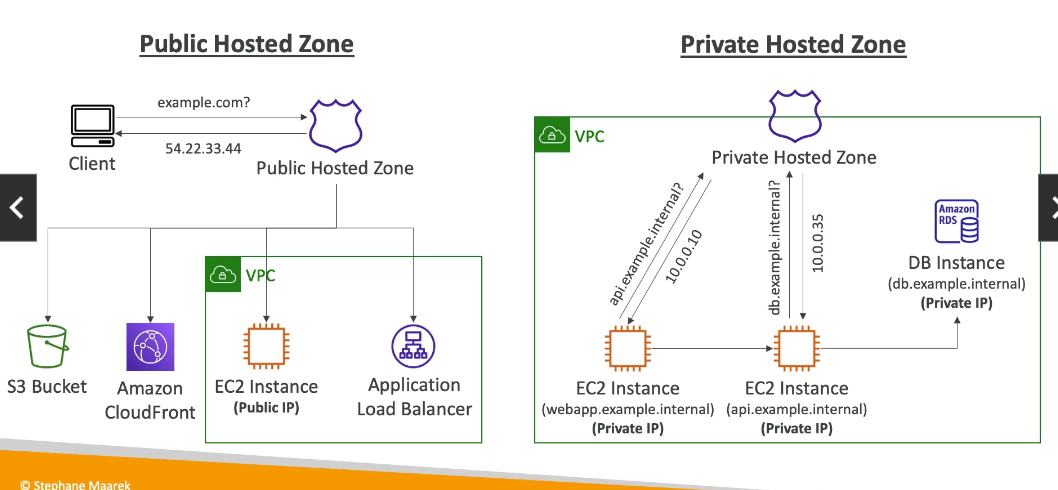 Public Hosted Zone
example.com?
54.22.33.44
Client
Public Hosted Zone
VPC
S3 Bucket
Amazon
CloudFront
EC2 Instance
(Public IP)
Application
Load Balancer
Private Hosted Zone
VPC
Private Hosted Zone
api.example.internal?
10.0.0.10
db.example.internal?
10.0.0.35
Amazon
RDS
DB Instance
(db.example.internal)
(Private IP)
EC2 Instance
(webapp.example.internal)
(Private IP)
EC2 Instance
(api.example.internal)
(Private IP)
© Stephane Maarek